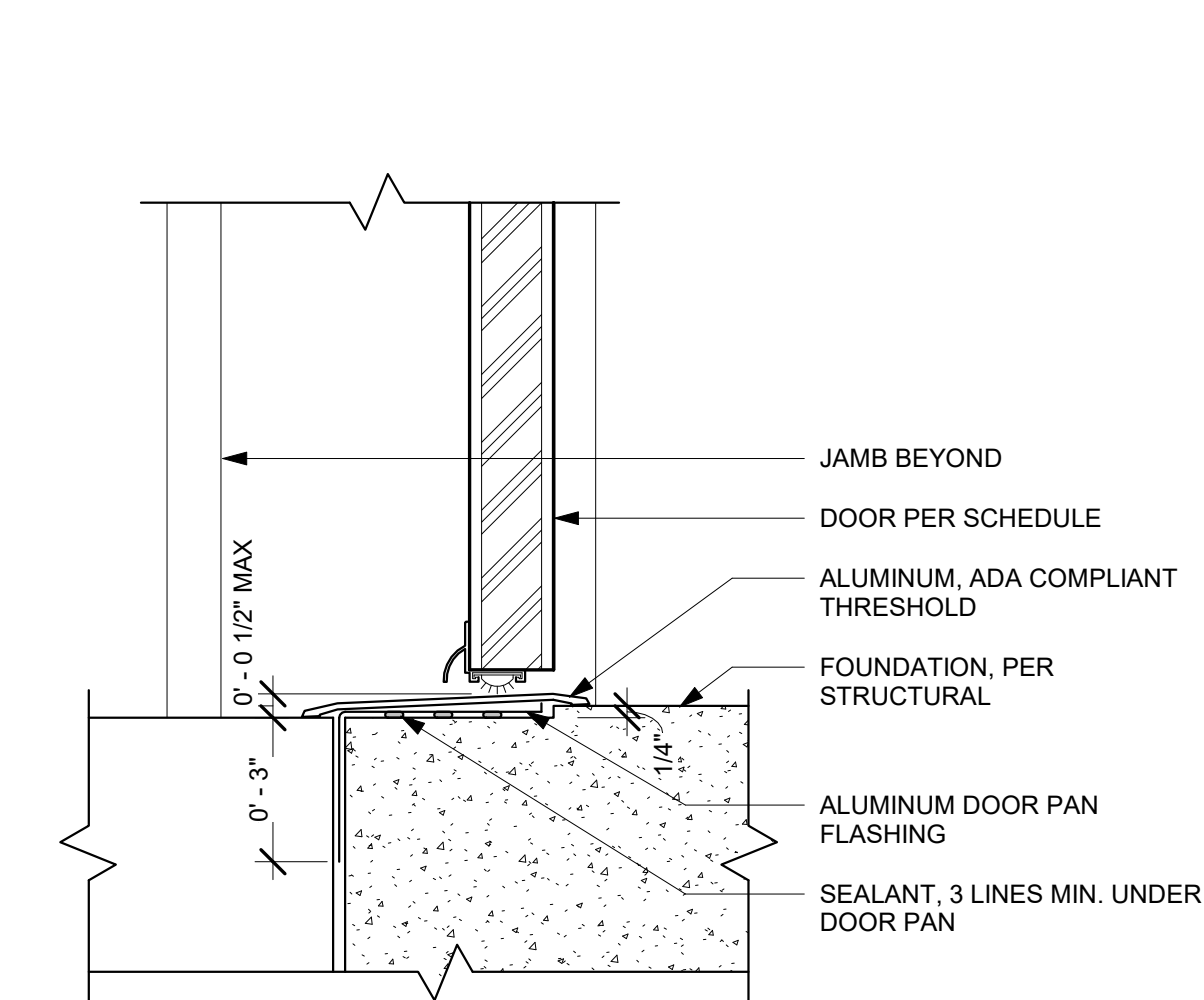 JAMB BEYOND
DOOR PER SCHEDULE
ALUMINUM, ADA COMPLIANT
THRESHOLD
FOUNDATION, PER
STRUCTURAL
ALUMINUM DOOR PAN
FLASHING
SEALANT, 3 LINES MIN. UNDER
DOOR PAN
0' - 0 1/2" MAX
0' - 3"
1/4"